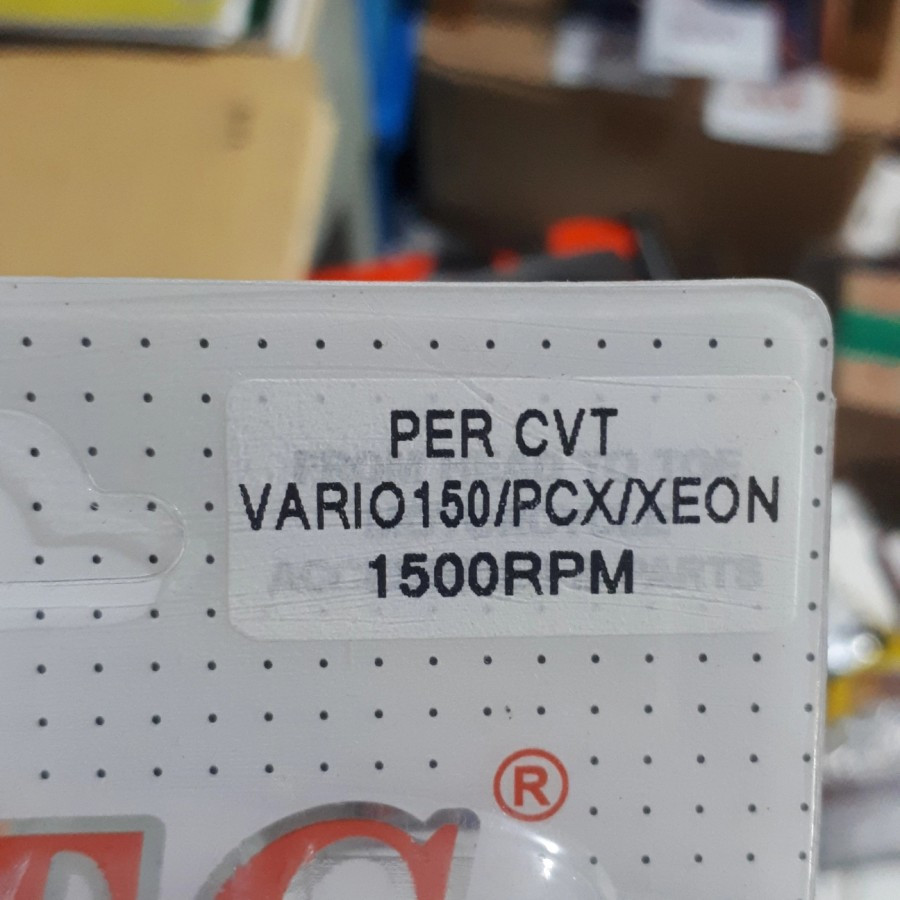 PER CVT
VARIO150/PCX/XEON
1500RPM
®